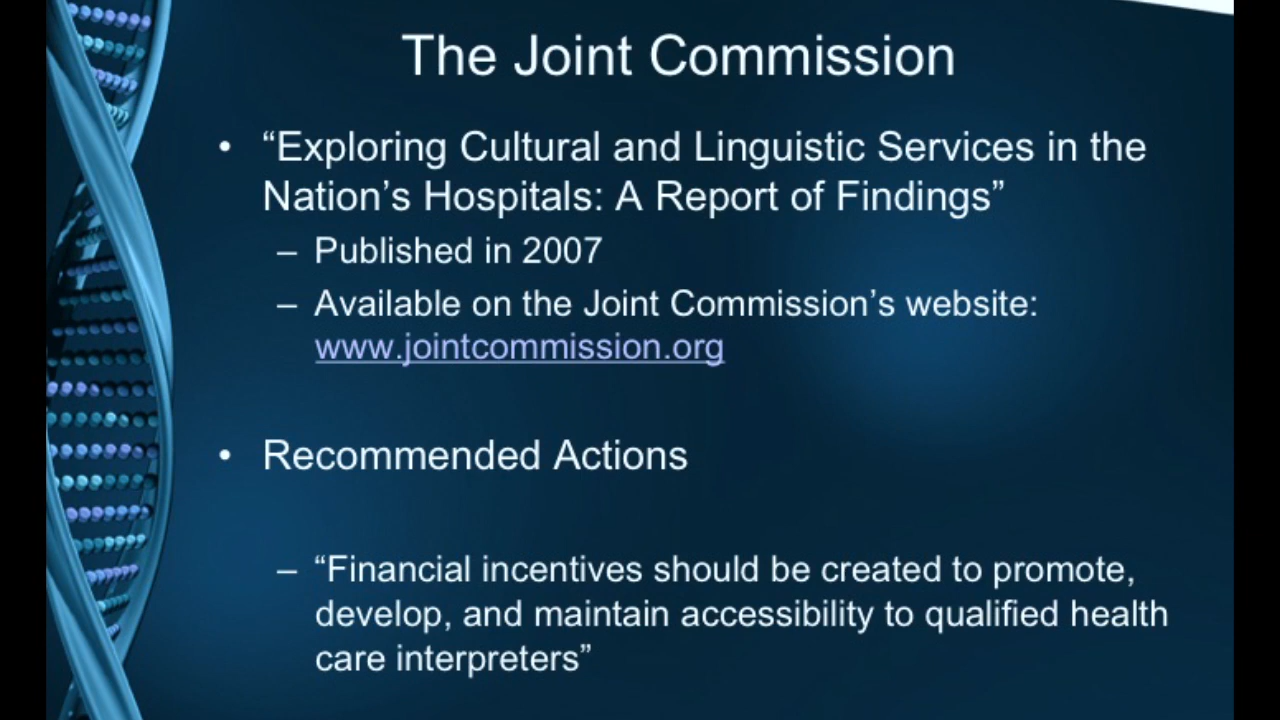 The Joint Commission
• “Exploring Cultural and Linguistic Services in the
Nation’s Hospitals: A Report of Findings”
– Published in 2007
– Available on the Joint Commission’s website:
www.jointcommission.org
• Recommended Actions
– “Financial incentives should be created to promote,
develop, and maintain accessibility to qualified health
care interpreters”